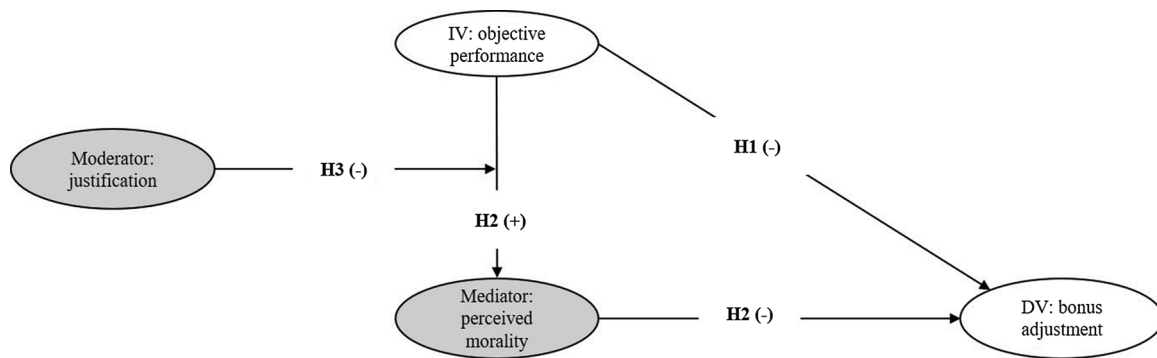 IV: objective
performance
Moderator:
justification
H3 (-)
H1 (-)
H2 (+)
Mediator:
perceived
morality
H2 (-)
DV: bonus
adjustment